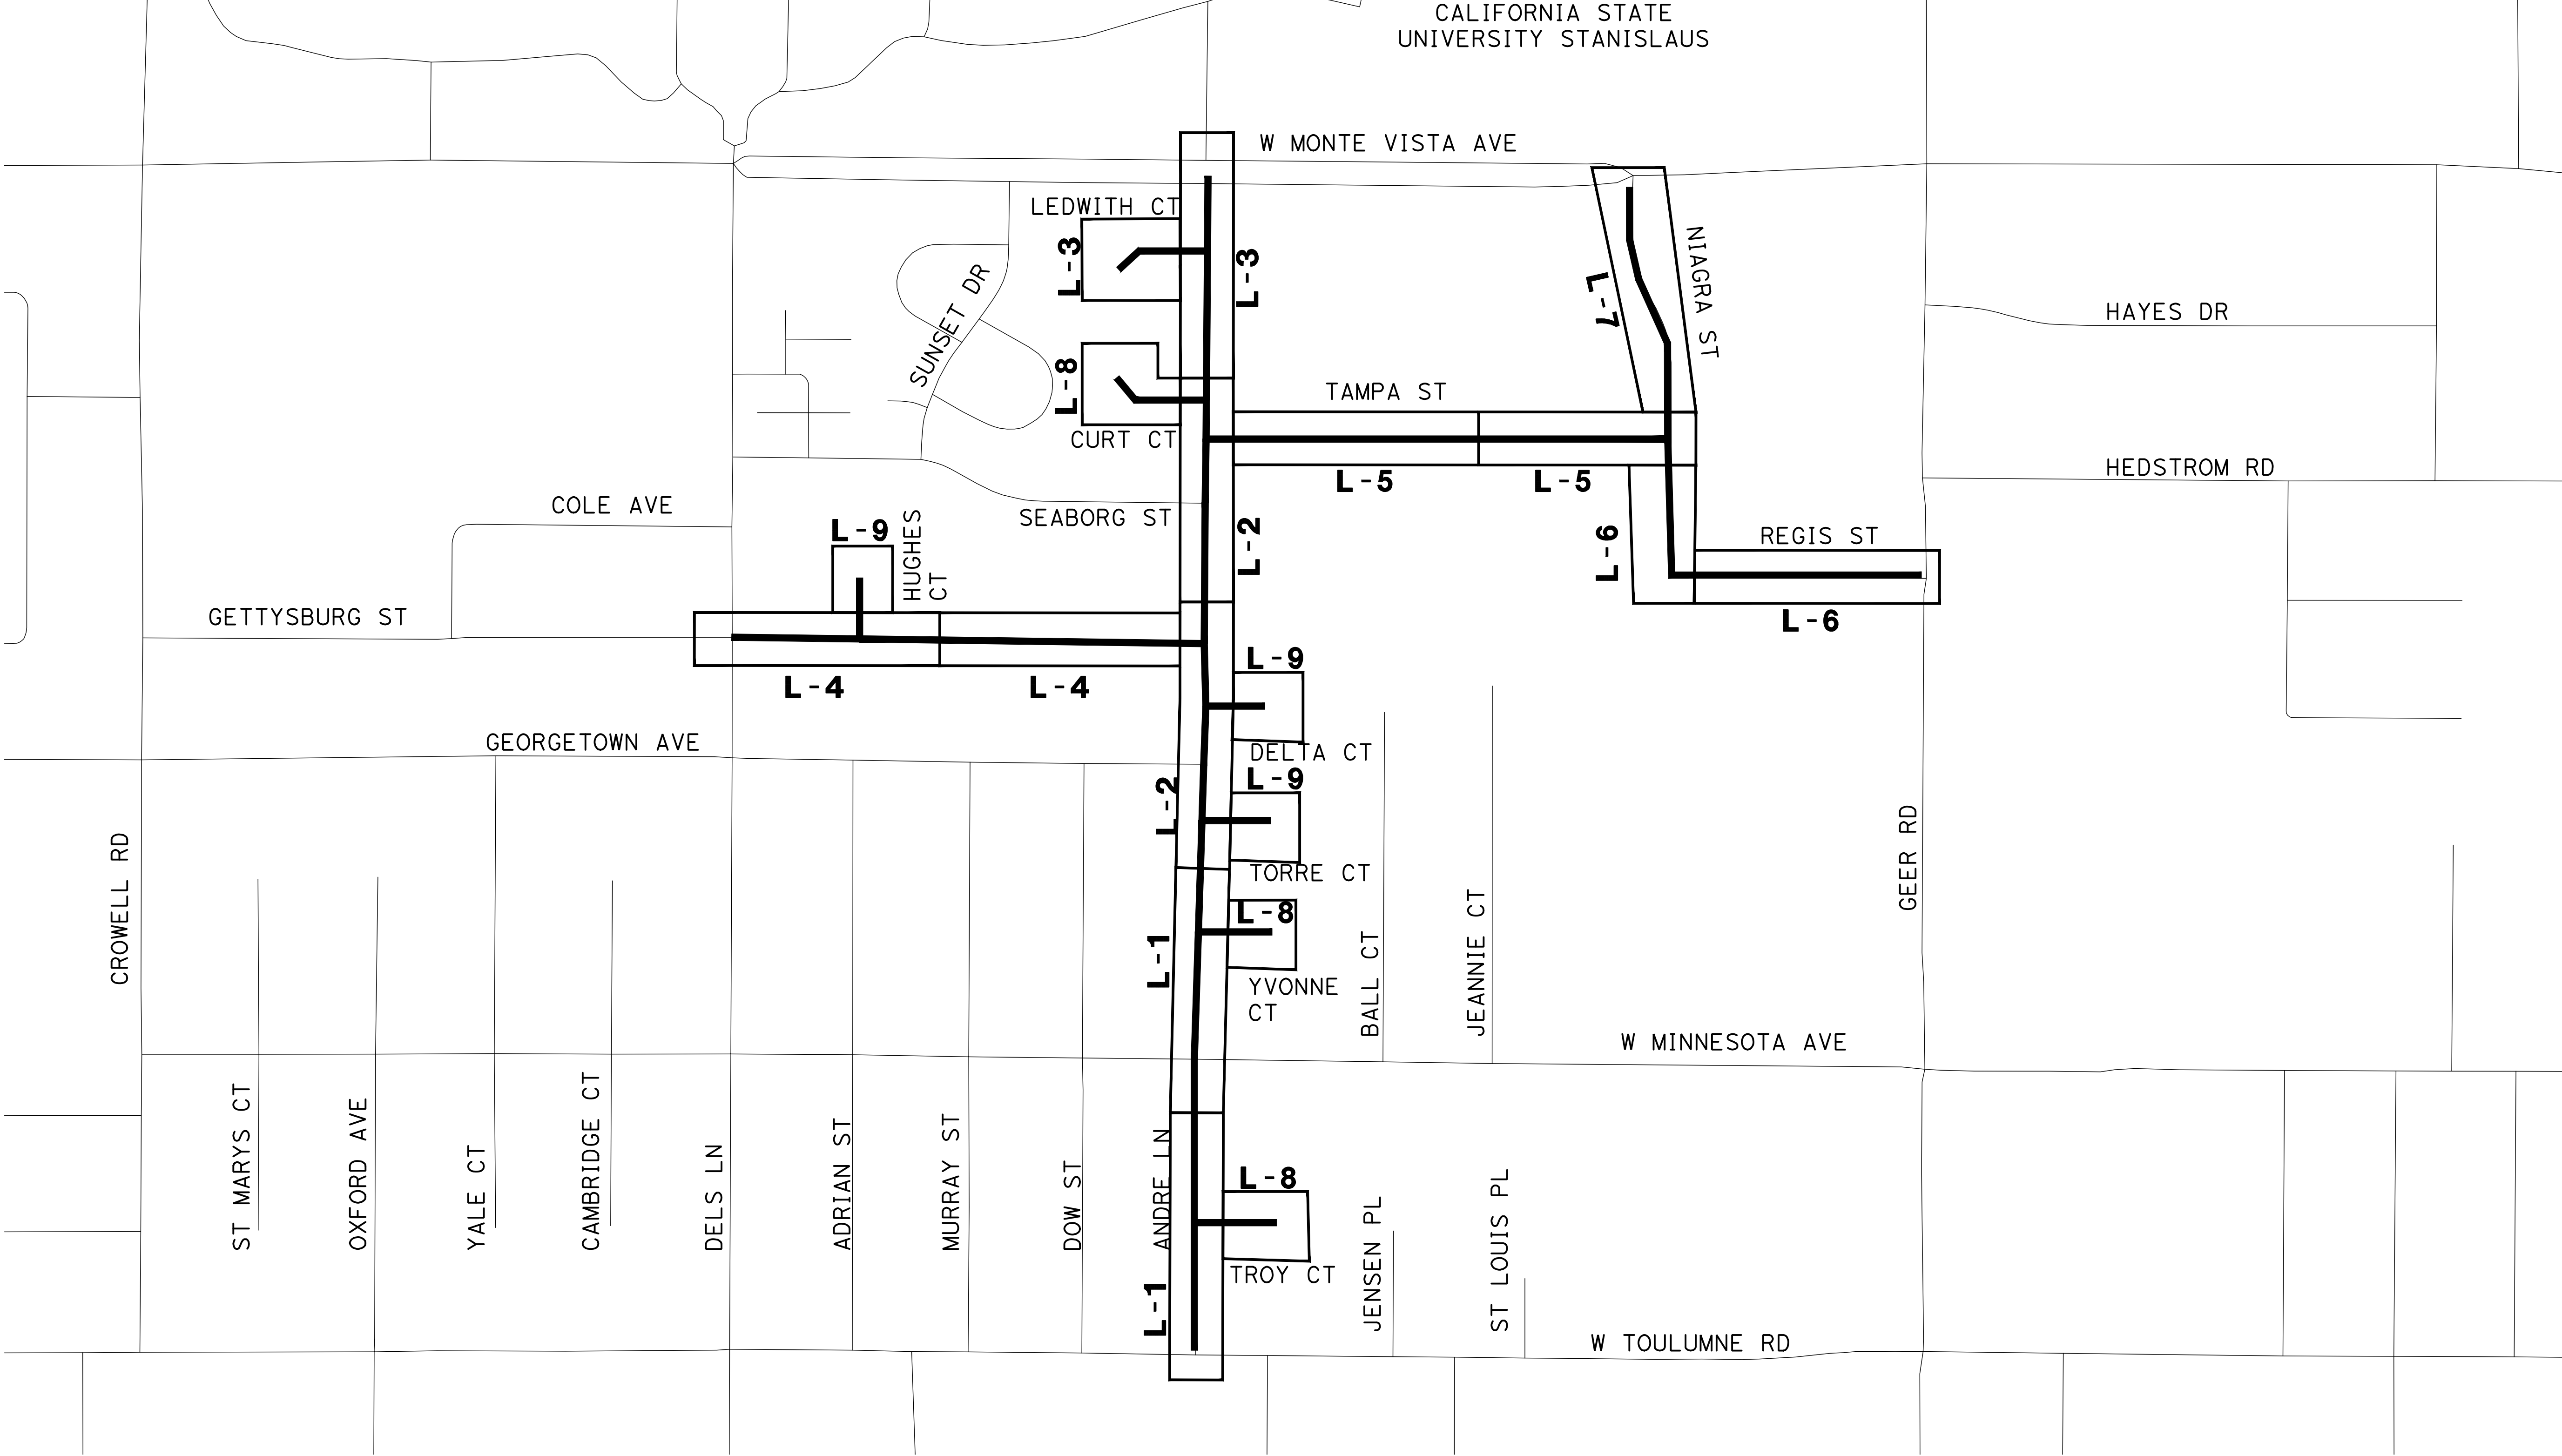 CALIFORNIA STATE
UNIVERSITY STANISLAUS
W MONTE VISTA AVE
LEDWITH CT
L-3
L-3
SUNSET DR
L-7
NIAGRA ST
HAYES DR
L-8
CURT CT
TAMPA ST
L-5
L-5
HEDSTROM RD
COLE AVE
SEABORG ST
L-2
L-9
HUGHES
CT
L-6
REGIS ST
L-6
GETTYSBURG ST
L-4
L-4
L-9
DELTA CT
GEORGETOWN AVE
L-9
L-2
TORRE CT
CROWELL RD
GEER RD
L-8
L-1
YVONNE
CT
BALL CT
JEANNIE CT
W MINNESOTA AVE
ST MARYS CT
OXFORD AVE
YALE CT
CAMBRIDGE CT
DELS LN
ADRIAN ST
MURRAY ST
DOW ST
ANDRE LN
L-8
TROY CT
L-1
JENSEN PL
ST LOUIS PL
W TOULUMNE RD